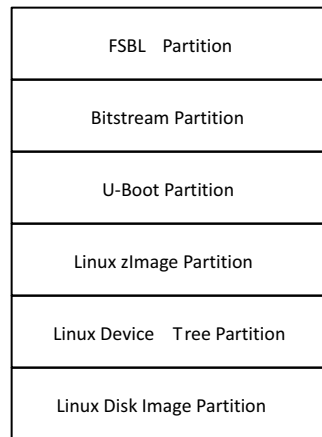 FSBL Partition
Bitstream Partition
U-Boot Partition
Linux zImage Partition
Linux Device Tree Partition
Linux Disk Image Partition